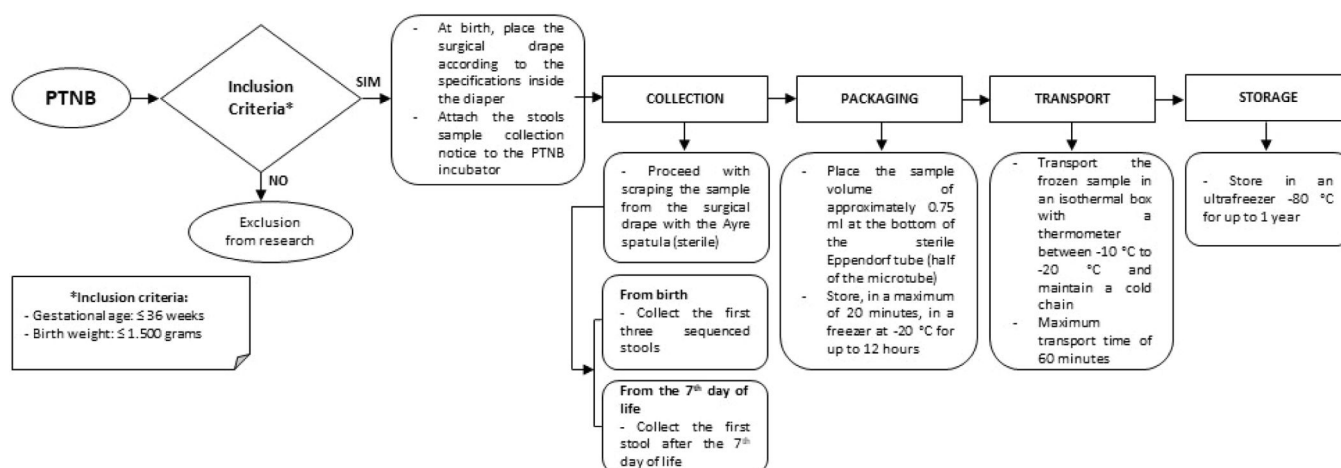 PTNB
Inclusion
Criteria*
SIM
NO
Exclusion
from research
*Inclusion criteria:
- Gestational age: ≤ 36 weeks
- Birth weight: ≤ 1.500 grams
- At birth, place the
surgical drape
according to the
specifications inside
the diaper
- Attach the stools
sample collection
notice to the PTNB
incubator
COLLECTION
- Proceed with
scraping the sample
from the surgical
drape with the Ayre
spatula (sterile)
From birth
- Collect the first
three sequenced
stools
From the 7th day of
life
- Collect the first
stool after the 7th
day of life
PACKAGING
- Place the sample
volume of
approximately 0.75
ml at the bottom of
the sterile
Eppendorf tube (half
of the microtube)
- Store, in a maximum
of 20 minutes, in a
freezer at -20 °C for
up to 12 hours
TRANSPORT
- Transport the
frozen sample in
an isothermal box
with a
thermometer
between -10 °C to
-20 °C and
maintain a cold
chain
- Maximum
transport time of
60 minutes
STORAGE
- Store in an
ultrafreezer -80 °C
for up to 1 year